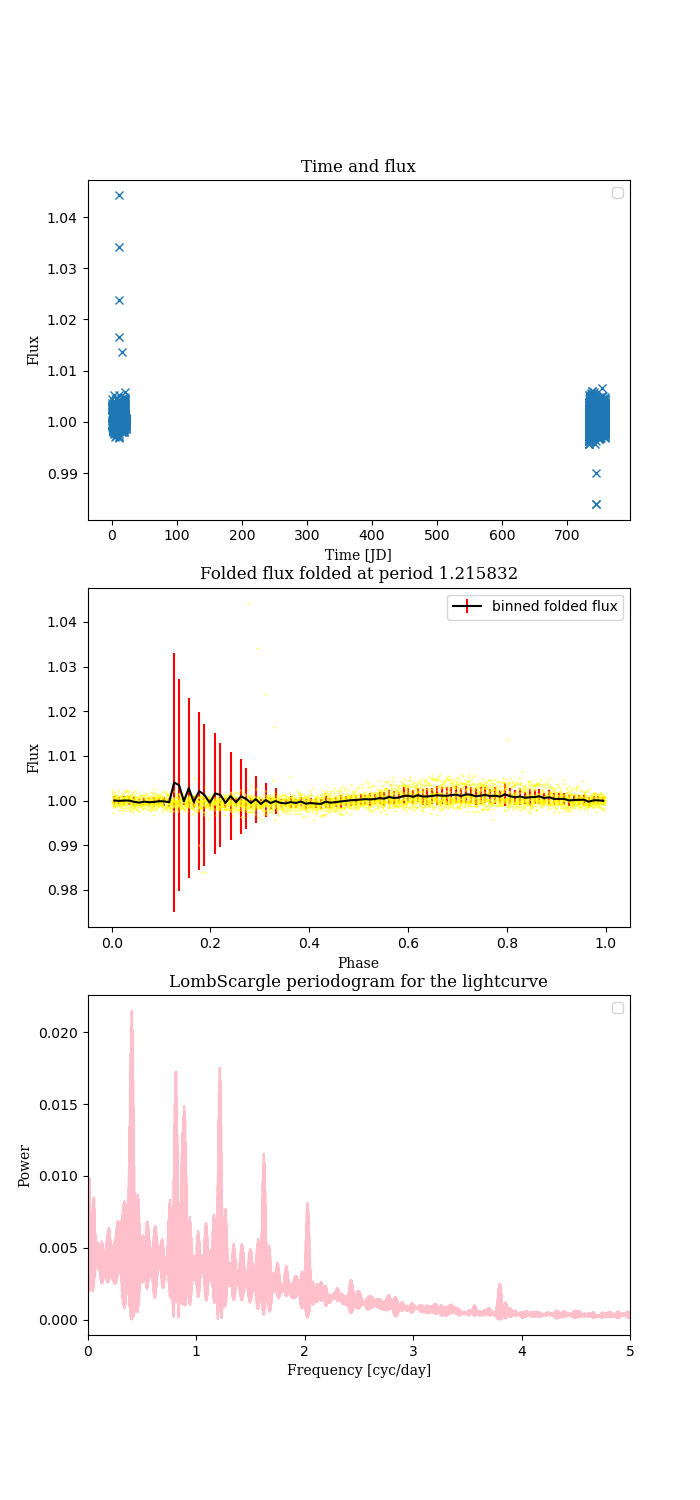 Time and flux
Flux
1.04
1.03
1.02
1.01
1.00
0.99
0 100 200 300 400 500 600 700
Time [JD]
Folded flux folded at period 1.215832
binned folded flux
Flux
1.04
1.03
1.02
1.01
1.00
0.99
0.98
0.0 0.2 0.4 0.6 0.8 1.0
Phase
LombScargle periodogram for the lightcurve
Power
0.020
0.015
0.010
0.005
0.000
0 1 2 3 4 5
Frequency [cyc/day]